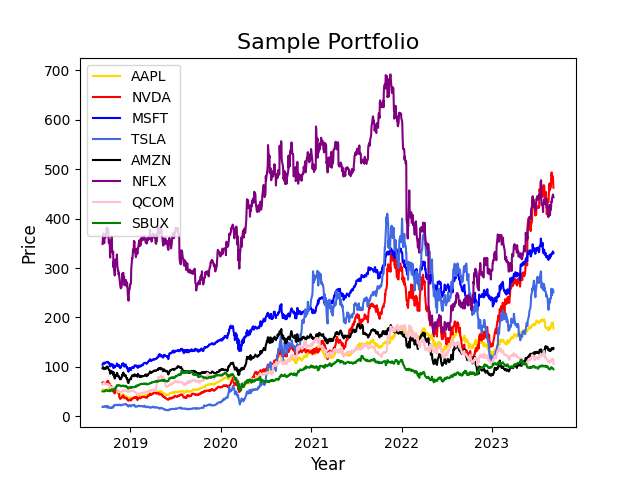 Sample Portfolio
700
600
500
400
300
200
100
0
Price
AAPL
NVDA
MSFT
TSLA
AMZN
NFLX
QCOM
SBUX
2019
2020
2021
2022
2023
Year